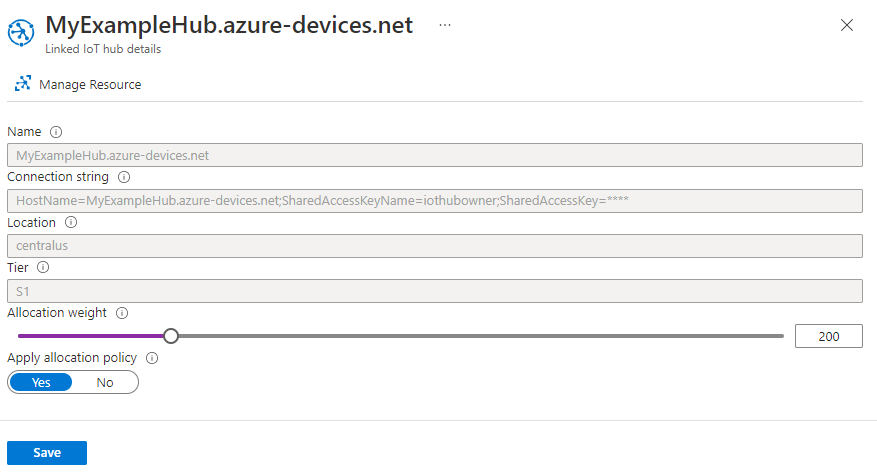 MyExampleHub.azure-devices.net ...
Linked IoT hub details
Manage Resource
Name
MyExampleHub.azure-devices.net
Connection string
HostName=MyExampleHub.azure-devices.net;SharedAccessKeyName=iothubowner;SharedAccessKey=****
Location
centralus
Tier
S1
Allocation weight
200
Apply allocation policy
Yes No
Save